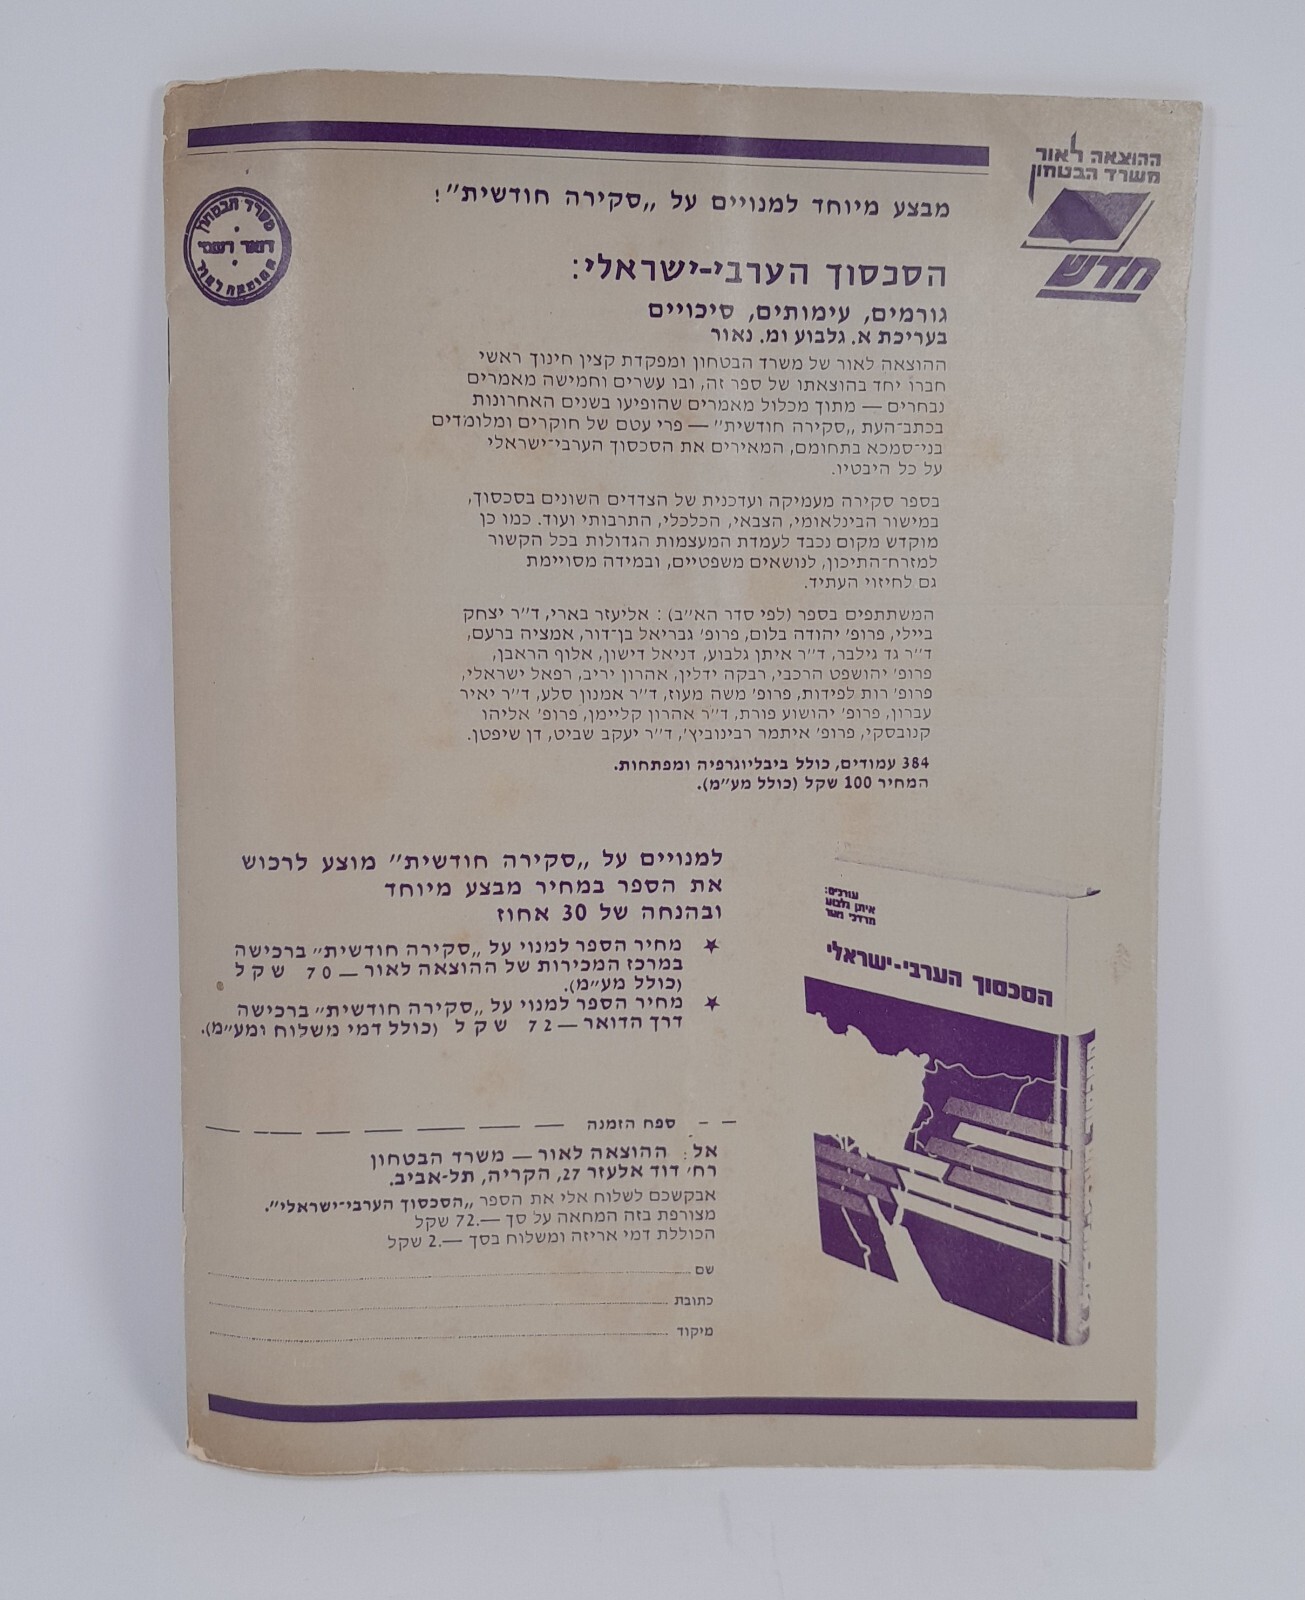 ההוצאה לאור
משרד הבטחון
חדש
מבצע מיוחד למנויים על „סקירה חודשית״!
משרד הבטחון
דואר רשמי
ההוצאה לאור
הסכסוך הערבי-ישראלי:
גורמים, עימותים, סיכויים
בעריכת א. גלבוע ומ. נאור
ההוצאה לאור של משרד הבטחון ומפקדת קצין חינוך ראשי
חברו יחד בהוצאתו של ספר זה, ובו עשרים וחמישה מאמרים
נבחרים — מתוך מכלול מאמרים שהופיעו בשנים האחרונות
בכתב־העת „סקירה חודשית״ — פרי עטם של חוקרים ומלומדים
בני־סמכא בתחומם, המאירים את הסכסוך הערבי־ישראלי
על כל היבטיו.
בספר סקירה מעמיקה ועדכנית של הצדדים השונים בסכסוך,
במישור הבינלאומי, הצבאי, הכלכלי, התרבותי ועוד. כמו כן
מוקדש מקום נכבד לעמדת המעצמות הגדולות בכל הקשור
למזרח־התיכון, לנושאים משפטיים, ובמידה מסויימת
גם לחיזוי העתיד.
המשתתפים בספר (לפי סדר הא״ב): אליעזר בארי, ד״ר יצחק
ביילי, פרופ׳ יהודה בלום, פרופ׳ גבריאל בן־דור, אמציה ברעם,
ד״ר גד גילבר, ד״ר איתן גלבוע, דניאל דישון, אלוף הראבן,
פרופ׳ יהושפט הרכבי, רבקה ידלין, אהרון יריב, רפאל ישראלי,
פרופ׳ רות לפידות, פרופ׳ משה מעוז, ד״ר אמנון סלע, ד״ר יאיר
עברון, פרופ׳ יהושוע פורת, ד״ר אהרון קליימן, פרופ׳ אליהו
קנובסקי, פרופ׳ איתמר רבינוביץ׳, ד״ר יעקב שביט, דן שיפטן.
384 עמודים, כולל ביבליוגרפיה ומפתחות.
המחיר 100 שקל (כולל מע״מ).
למנויים על „סקירה חודשית״ מוצע לרכוש
את הספר במחיר מבצע מיוחד
ובהנחה של 30 אחוז
★ מחיר הספר למנוי על „סקירה חודשית״ ברכישה
במרכז המכירות של ההוצאה לאור — 70 שקל
(כולל מע״מ).
★ מחיר הספר למנוי על „סקירה חודשית״ ברכישה
דרך הדואר — 72 שקל (כולל דמי משלוח ומע״מ).
עורכים:
איתן גלבוע
מרדכי נאור
הסכסוך הערבי-ישראלי
ספח הזמנה
אל: ההוצאה לאור — משרד הבטחון
רח׳ דוד אלעזר 27, הקריה, תל-אביב.
אבקשכם לשלוח אלי את הספר „הסכסוך הערבי־ישראלי״.
מצורפת בזה המחאה על סך —.72 שקל
הכוללת דמי אריזה ומשלוח בסך —.2 שקל
שם
כתובת
מיקוד